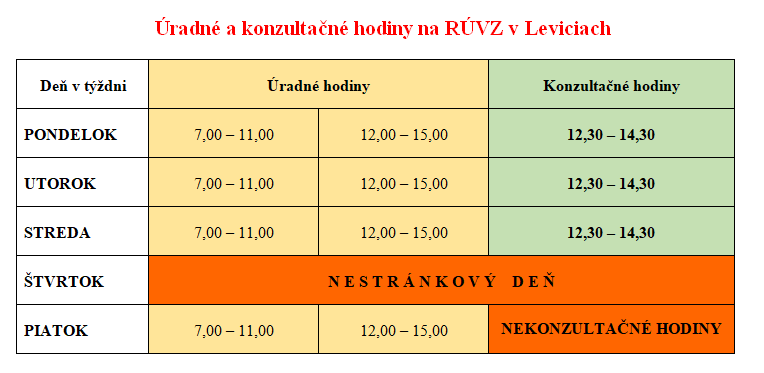 Úradné a konzultačné hodiny na RÚVZ v Leviciach
Deň v týždni Úradné hodiny Konzultačné hodiny
PONDELOK 7,00 – 11,00 12,00 – 15,00 12,30 – 14,30
UTOROK 7,00 – 11,00 12,00 – 15,00 12,30 – 14,30
STREDA 7,00 – 11,00 12,00 – 15,00 12,30 – 14,30
ŠTVRTOK N E S T R Á N K O V Ý D E Ň
PIATOK 7,00 – 11,00 12,00 – 15,00 NEKONZULTAČNÉ HODINY